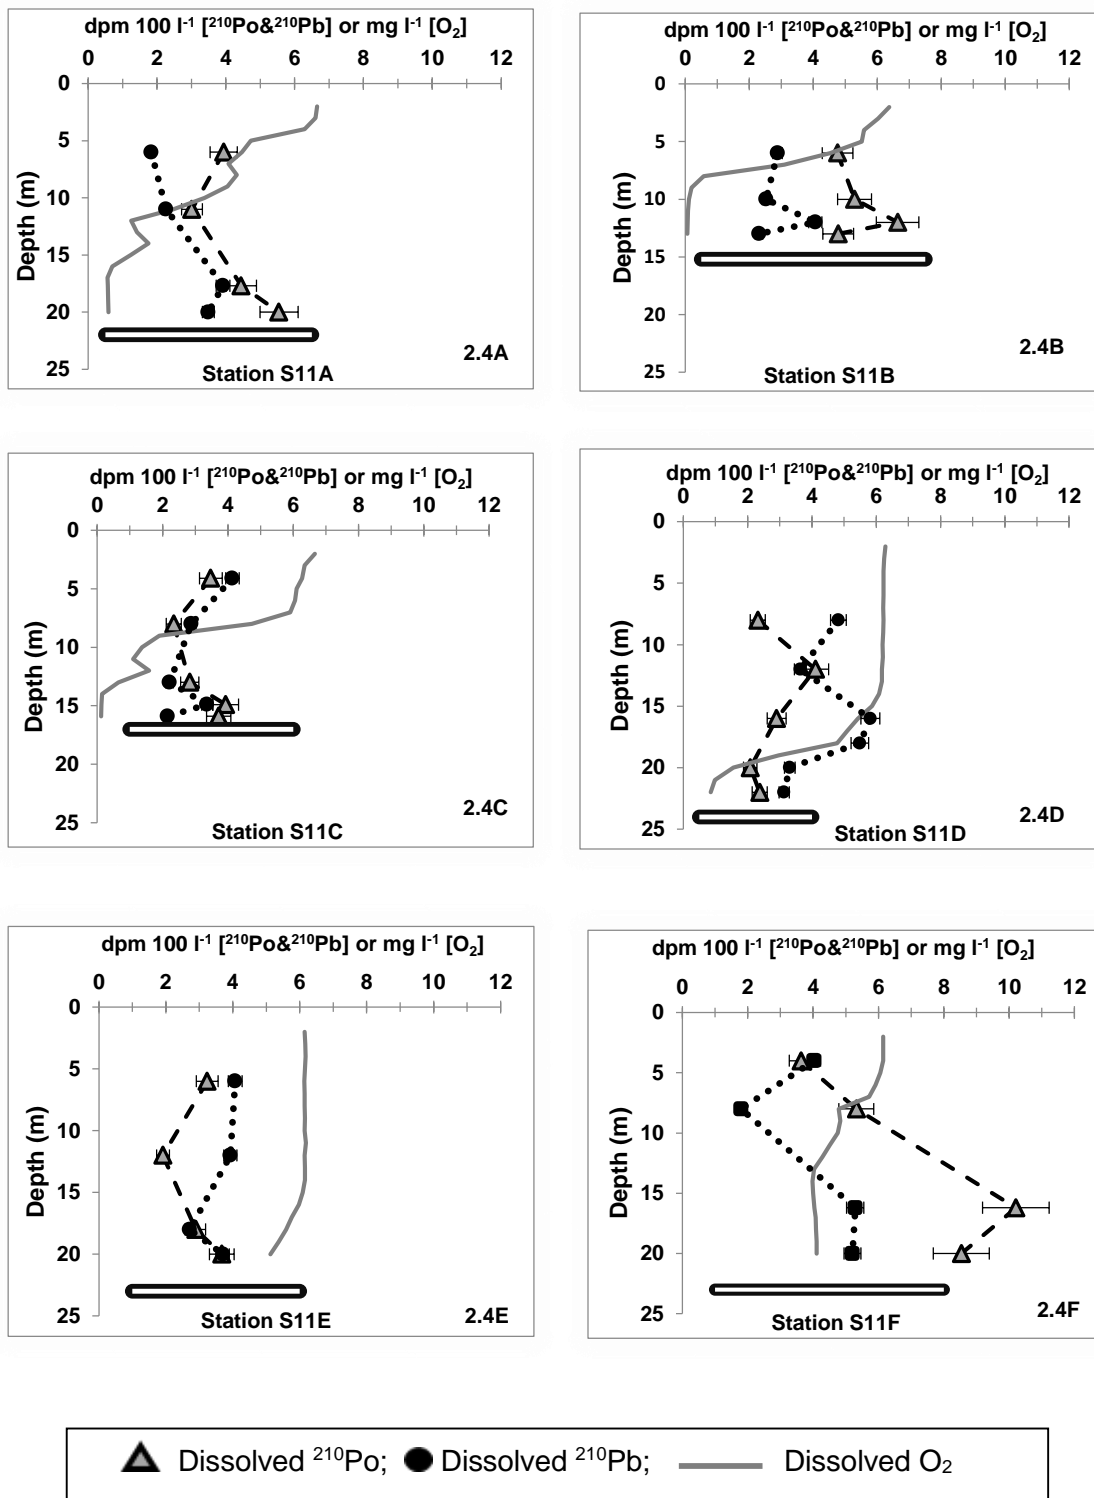 dpm 100 l⁻¹ [²¹⁰Po&²¹⁰Pb] or mg l⁻¹ [O₂]
0 2 4 6 8 10 12
0
5
10
15
20
25
Depth (m)
2.4A
Station S11A
dpm 100 l⁻¹ [²¹⁰Po&²¹⁰Pb] or mg l⁻¹ [O₂]
0 2 4 6 8 10 12
0
5
10
15
20
25
Depth (m)
2.4B
Station S11B
dpm 100 l⁻¹ [²¹⁰Po&²¹⁰Pb] or mg l⁻¹ [O₂]
0 2 4 6 8 10 12
0
5
10
15
20
25
Depth (m)
2.4C
Station S11C
dpm 100 l⁻¹ [²¹⁰Po&²¹⁰Pb] or mg l⁻¹ [O₂]
0 2 4 6 8 10 12
0
5
10
15
20
25
Depth (m)
2.4D
Station S11D
dpm 100 l⁻¹ [²¹⁰Po&²¹⁰Pb] or mg l⁻¹ [O₂]
0 2 4 6 8 10 12
0
5
10
15
20
25
Depth (m)
2.4E
Station S11E
dpm 100 l⁻¹ [²¹⁰Po&²¹⁰Pb] or mg l⁻¹ [O₂]
0 2 4 6 8 10 12
0
5
10
15
20
25
Depth (m)
2.4F
Station S11F
Dissolved ²¹⁰Po; Dissolved ²¹⁰Pb; Dissolved O₂